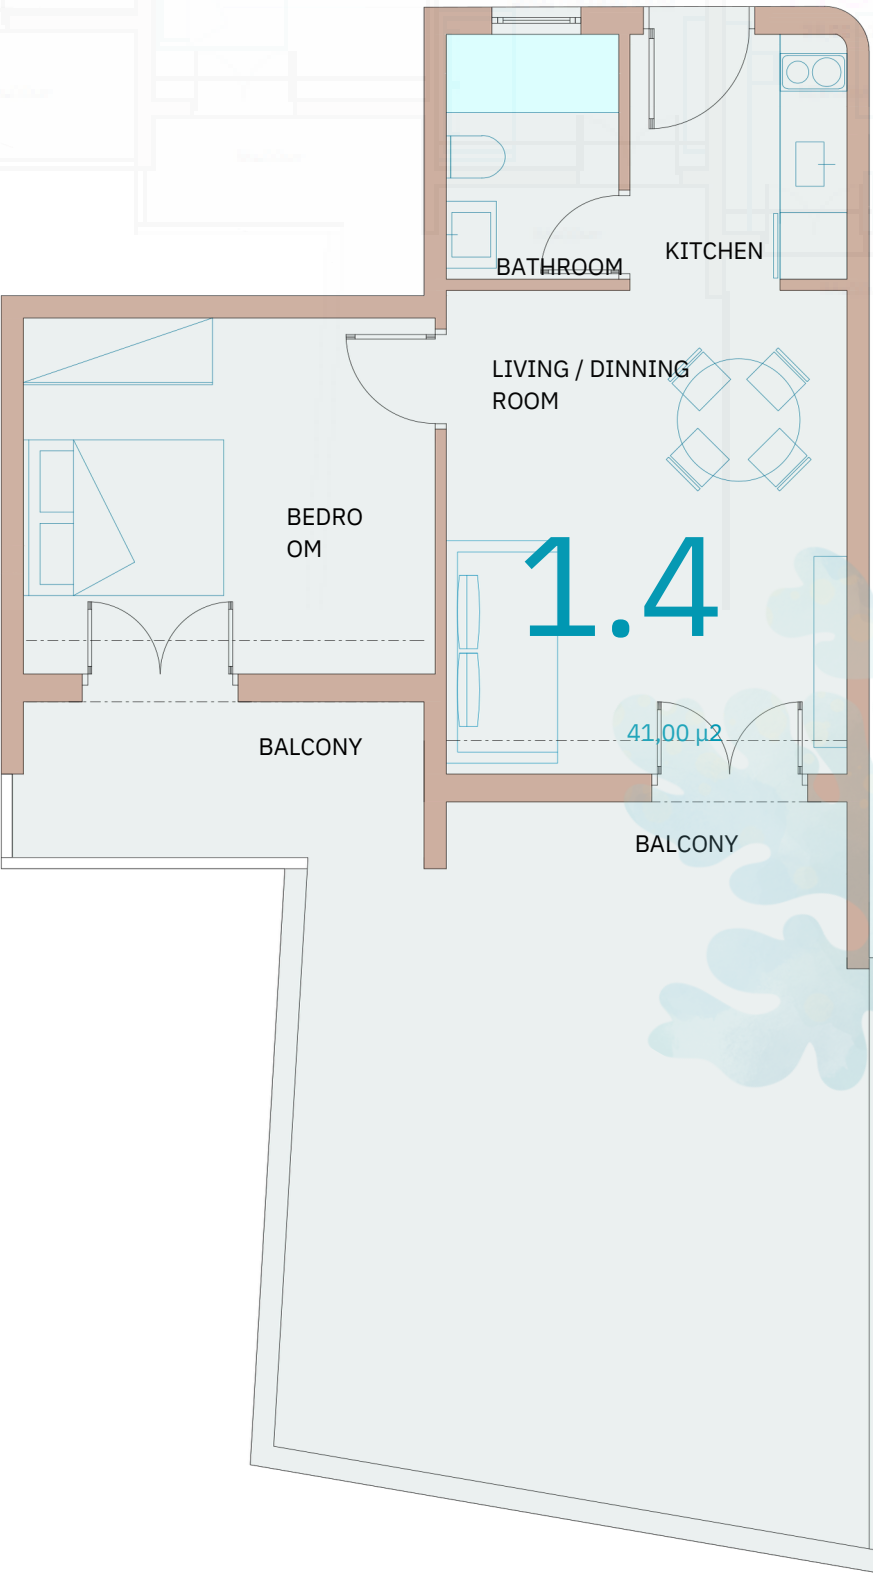 BATHROOM
KITCHEN
LIVING / DINNING
ROOM
BEDRO
OM
1.4
41,00 μ2
BALCONY
BALCONY